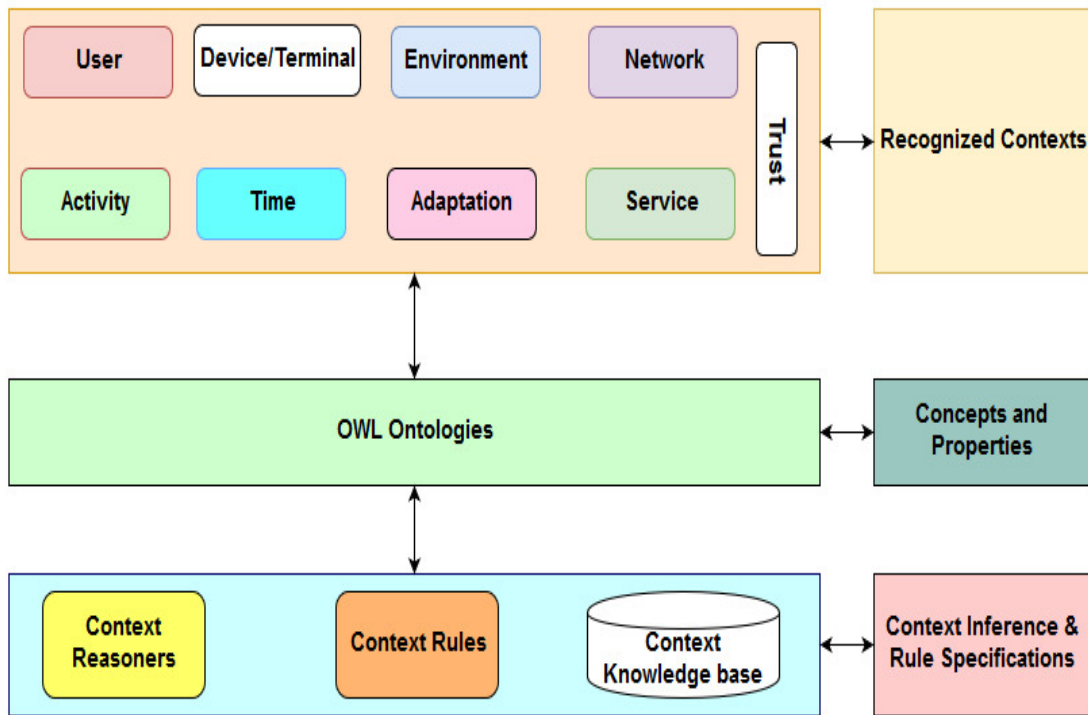 User
Device/Terminal
Environment
Network
Trust
Recognized Contexts
Activity
Time
Adaptation
Service
OWL Ontologies
Concepts and
Properties
Context
Reasoners
Context Rules
Context
Knowledge base
Context Inference &
Rule Specifications